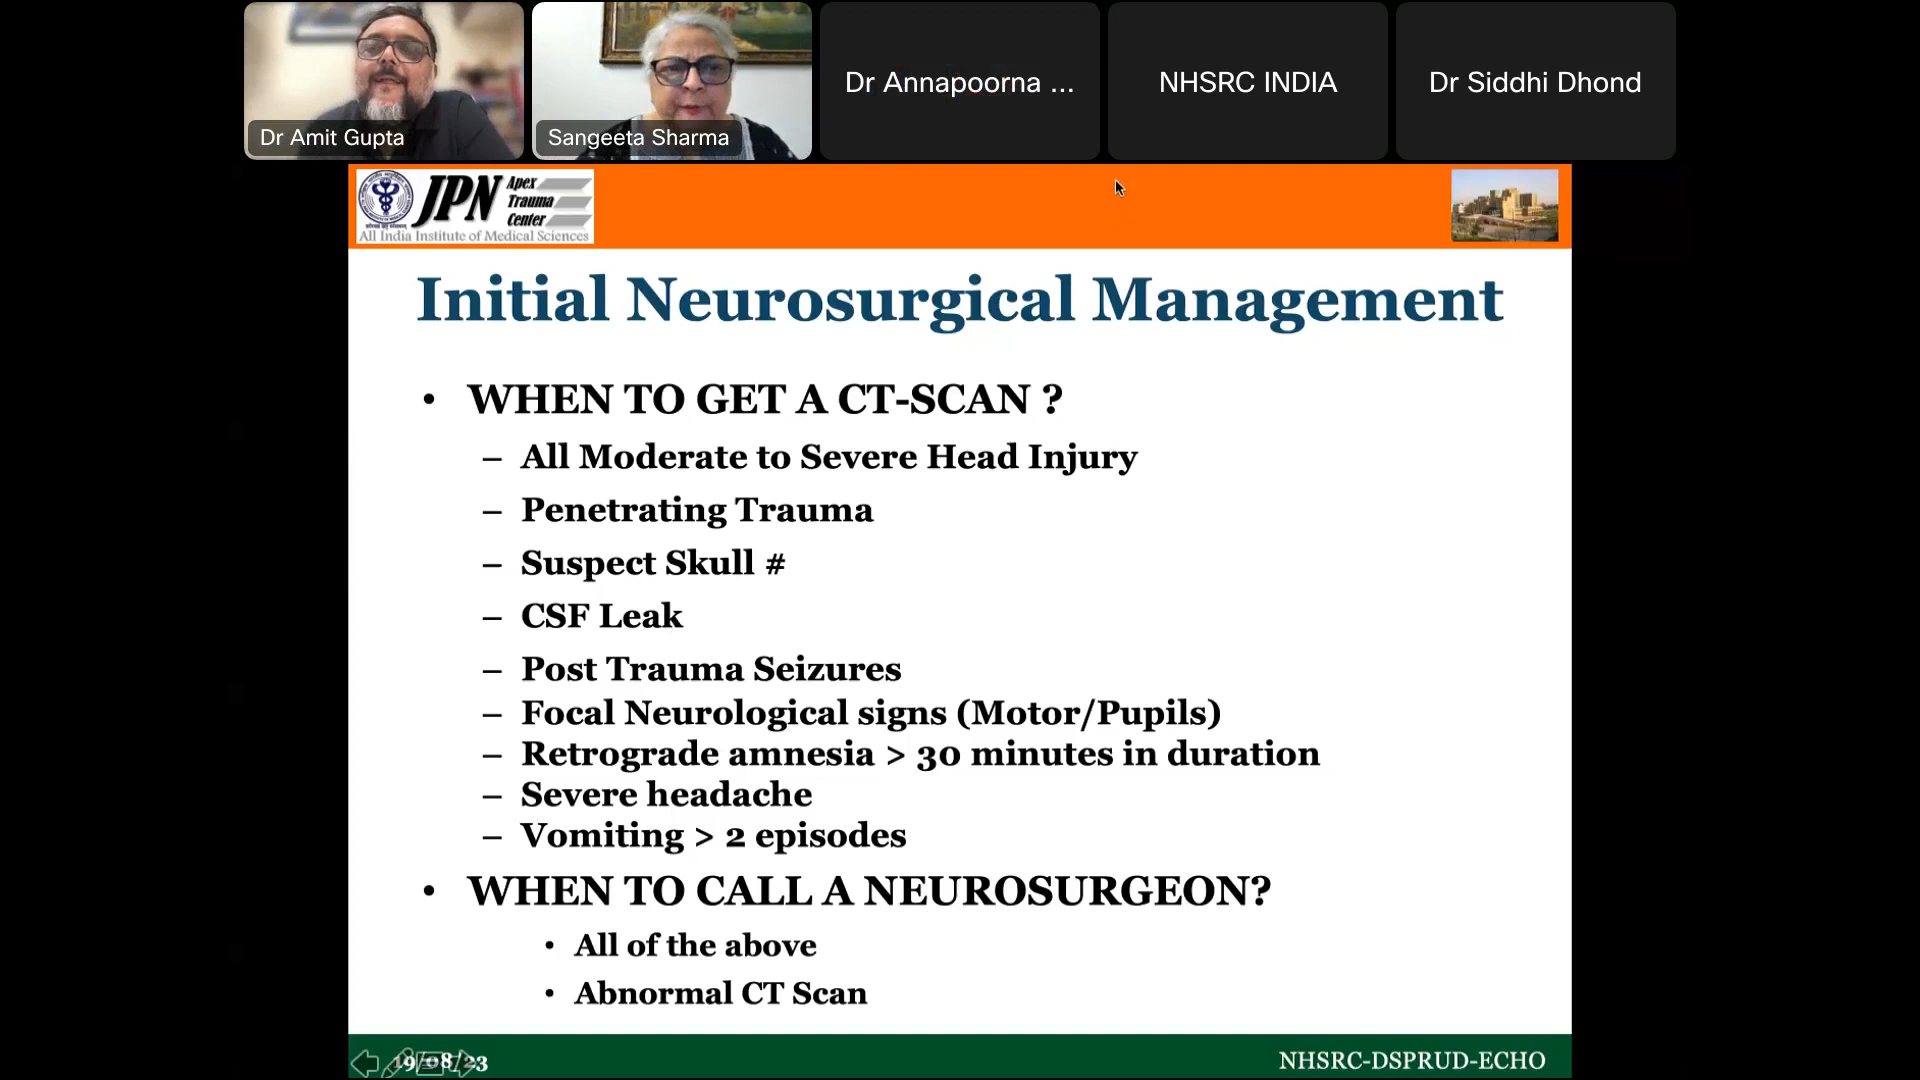 Dr Amit Gupta
Sangeeta Sharma
Dr Annapoorna ...
NHSRC INDIA
Dr Siddhi Dhond
JPN Apex
Trauma
Center
All India Institute of Medical Sciences
Initial Neurosurgical Management
• WHEN TO GET A CT-SCAN ?
– All Moderate to Severe Head Injury
– Penetrating Trauma
– Suspect Skull #
– CSF Leak
– Post Trauma Seizures
– Focal Neurological signs (Motor/Pupils)
– Retrograde amnesia > 30 minutes in duration
– Severe headache
– Vomiting > 2 episodes
• WHEN TO CALL A NEUROSURGEON?
• All of the above
• Abnormal CT Scan
19/08/23
NHSRC-DSPRUD-ECHO